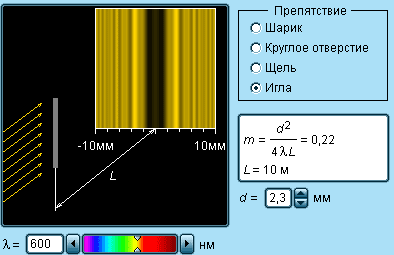 Препятствие
Шарик
Круглое отверстие
Щель
Игла
-10мм
10мм
L
m = d²/4λL = 0,22
L = 10 м
d = 2,3 мм
λ = 600 нм